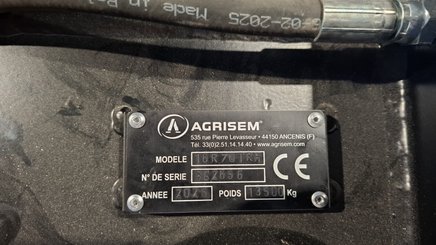 Made in
02-2025
AGRISEM
535 rue Pierre Levasseur • 44150 ANCENIS (F)
Tél. 33(0)2.51.14.14.40 • www.agrisem.com
MODELE
N° DE SERIE
CE
ANNEE POIDS 13500 Kg